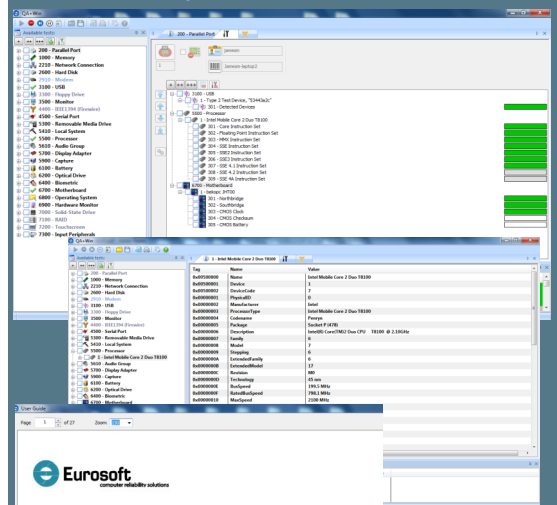 QA+Win
Available tests:
200 - Parallel Port
1000 - Memory
2210 - Network Connection
2600 - Hard Disk
2910 - Modem
3100 - USB
3300 - Floppy Drive
3500 - Monitor
4400 - IEEE1394 (Firewire)
4500 - Serial Port
5300 - Removable Media Drive
5410 - Local System
5500 - Processor
5610 - Audio Group
5700 - Display Adapter
5900 - Capture
6100 - Battery
6200 - Optical Drive
6400 - Biometric
6700 - Motherboard
6800 - Operating System
6900 - Hardware Monitor
7000 - Solid-State Drive
7100 - RAID
7200 - Touchscreen
7300 - Input Peripherals
200 - Parallel Port
jameson
1
Jameson-laptop2
3100 - USB
1 - Type 2 Test Device, "53443e2c"
301 - Detected Devices
5500 - Processor
1 - Intel Mobile Core 2 Duo T8100
301 - Core Instruction Set
302 - Floating Point Instruction Set
303 - MMX Instruction Set
304 - SSE Instruction Set
305 - SSE2 Instruction Set
306 - SSE3 Instruction Set
307 - SSE 4.1 Instruction Set
308 - SSE 4.2 Instruction Set
309 - SSE 4A Instruction Set
6700 - Motherboard
301 - Northbridge
302 - Southbridge
303 - CMOS Clock
304 - CMOS Checksum
305 - CMOS Battery
QA+Win
Available tests:
200 - Parallel Port
1000 - Memory
2210 - Network Connection
2600 - Hard Disk
2910 - Modem
3100 - USB
3300 - Floppy Drive
3500 - Monitor
4400 - IEEE1394 (Firewire)
4500 - Serial Port
5300 - Removable Media Drive
5410 - Local System
5500 - Processor
1 - Intel Mobile Core 2 Duo T8100
5610 - Audio Group
5700 - Display Adapter
5900 - Capture
6100 - Battery
6200 - Optical Drive
6400 - Biometric
6700 - Motherboard
1 - Intel Mobile Core 2 Duo T8100
Tag Name Value
0x00500000 Name Intel Mobile Core 2 Duo T8100
0x00500001 Device 1
0x00500002 DeviceCode 7
0x00000001 PhysicalID 0
0x00000002 Manufacturer Intel
0x00000003 ProcessorType Intel Mobile Core 2 Duo T8100
0x00000004 Codename Penryn
0x00000005 Package Socket P (478)
0x00000006 Description Intel(R) Core(TM)2 Duo CPU T8100 @ 2.10GHz
0x00000007 Family 6
0x00000008 Model 7
0x00000009 Stepping 6
0x0000000A ExtendedFamily 6
0x0000000B ExtendedModel 17
0x0000000C Revision M0
0x0000000D Technology 45 nm
0x0000000E BusSpeed 199.5 MHz
0x0000000F RatedBusSpeed 798.1 MHz
0x00000010 MaxSpeed 2100 MHz
User Guide
Page 1 of 27 Zoom:
Eurosoft
computer reliability solutions